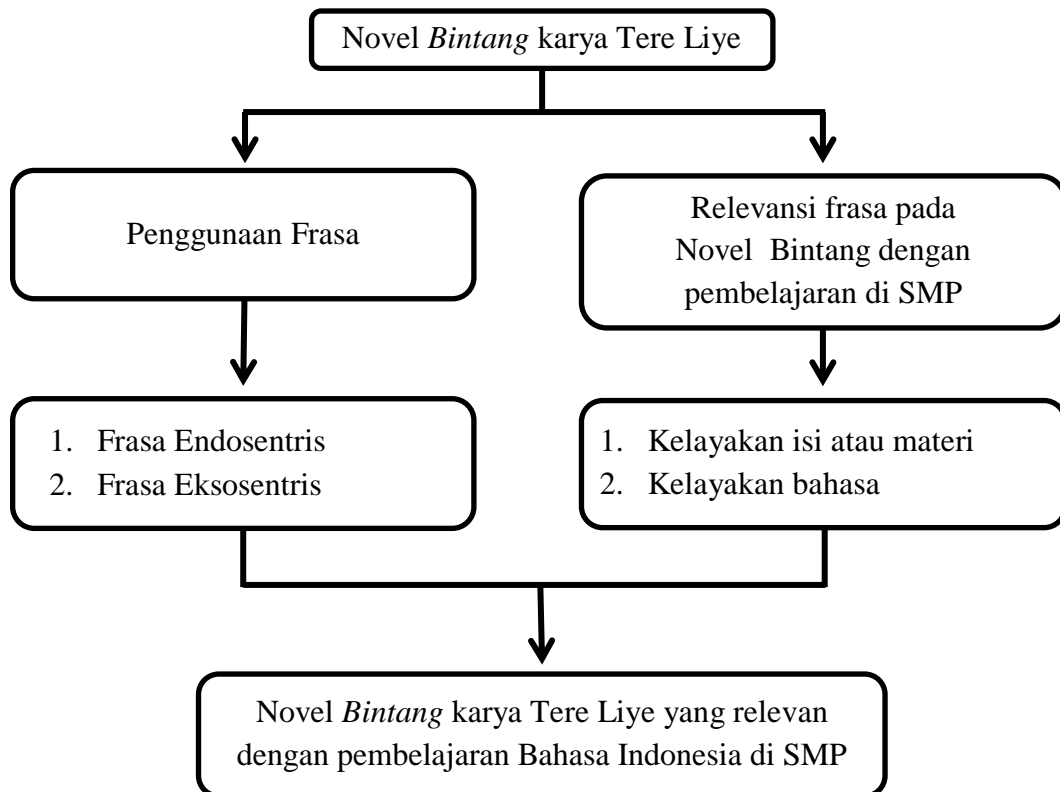 Novel Bintang karya Tere Liye
Penggunaan Frasa
Relevansi frasa pada
Novel Bintang dengan
pembelajaran di SMP
1. Frasa Endosentris
2. Frasa Eksosentris
1. Kelayakan isi atau materi
2. Kelayakan bahasa
Novel Bintang karya Tere Liye yang relevan
dengan pembelajaran Bahasa Indonesia di SMP